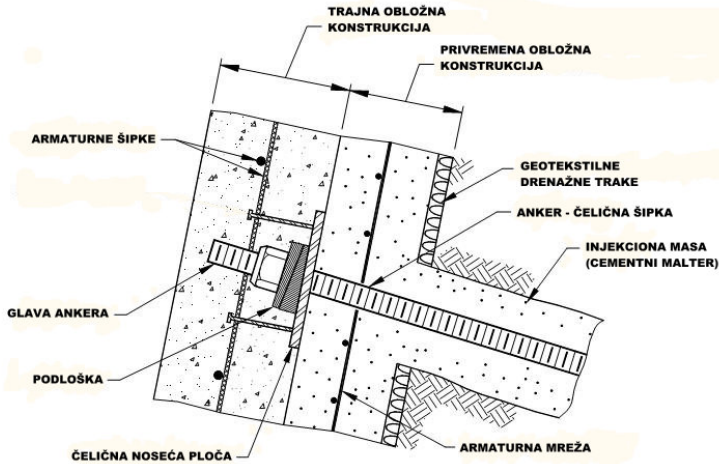 TRAJNA OBLOŽNA
KONSTRUKCIJA
PRIVREMENA OBLOŽNA
KONSTRUKCIJA
ARMATURNE ŠIPKE
GEOTEKSTILNE
DRENAŽNE TRAKE
ANKER - ČELIČNA ŠIPKA
INJEKCIONA MASA
(CEMENTNI MALTER)
GLAVA ANKERA
PODLOŠKA
ARMATURNA MREŽA
ČELIČNA NOSEĆA PLOČA